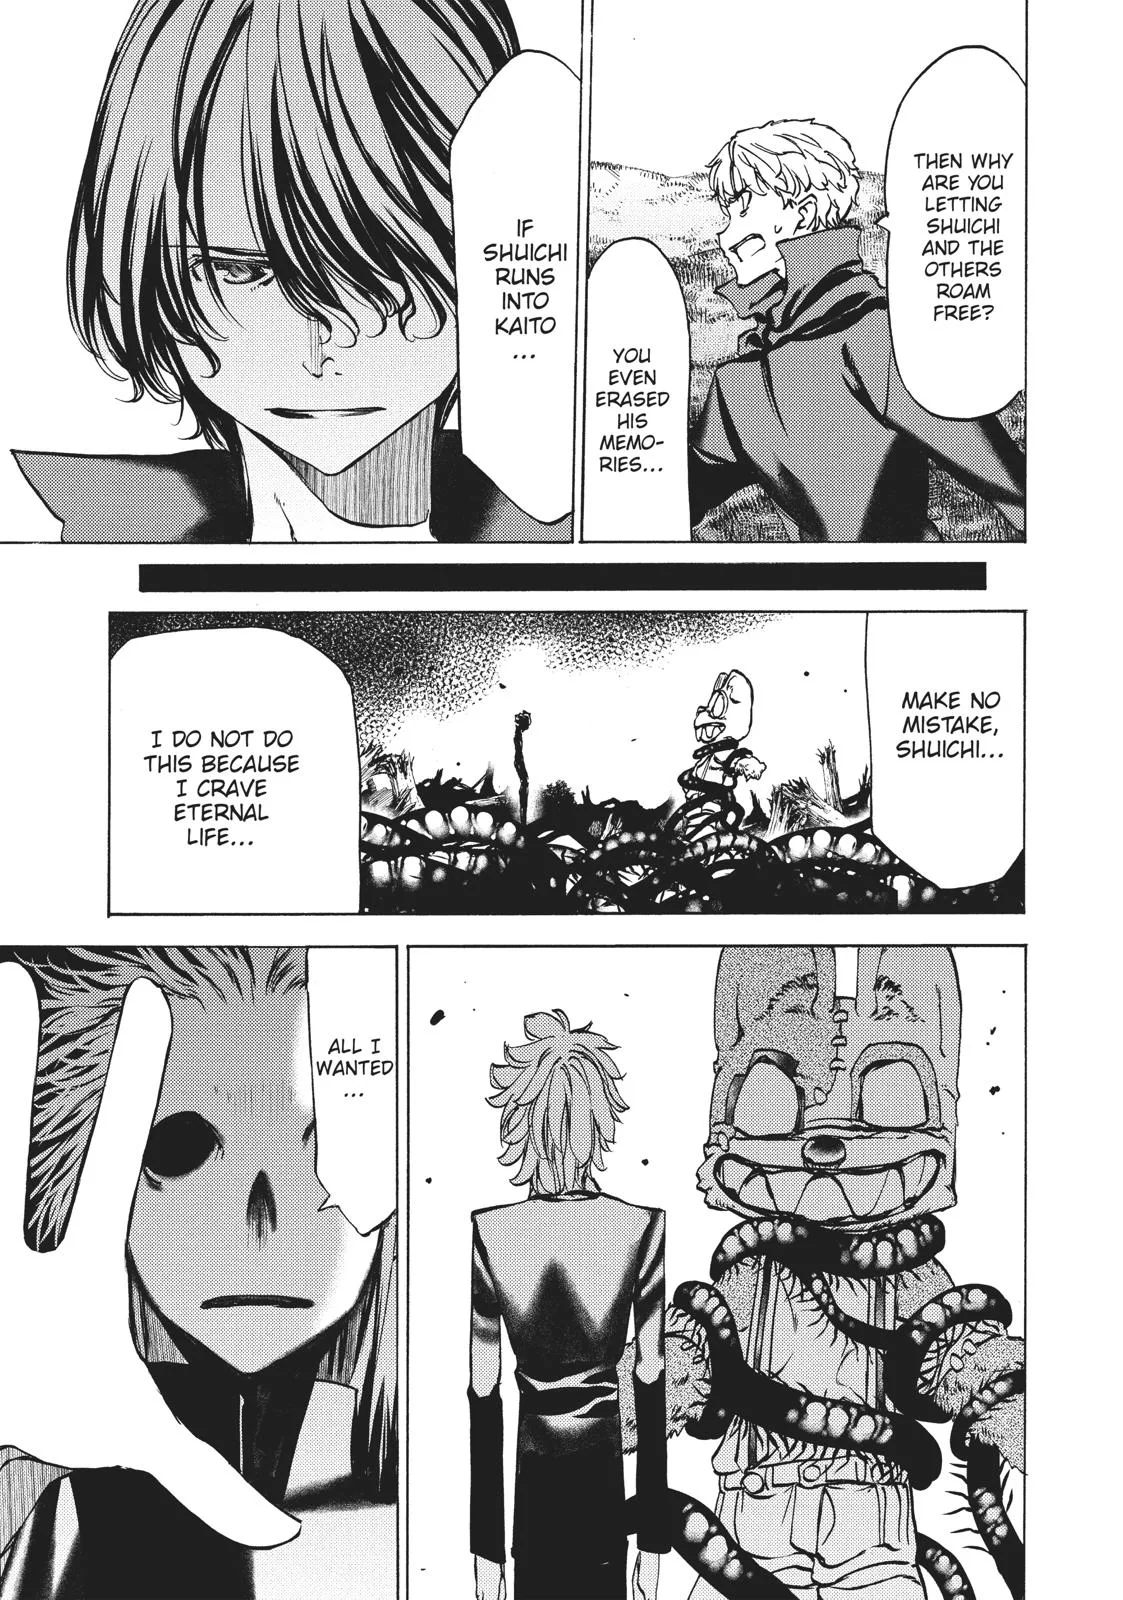 THEN WHY
ARE YOU
LETTING
SHUICHI
AND THE
OTHERS
ROAM
FREE?
YOU
EVEN
ERASED
HIS
MEMO-
RIES...
IF
SHUICHI
RUNS
INTO
KAITO
...
MAKE NO
MISTAKE,
SHUICHI...
I DO NOT DO
THIS BECAUSE
I CRAVE
ETERNAL
LIFE...
ALL I
WANTED
...